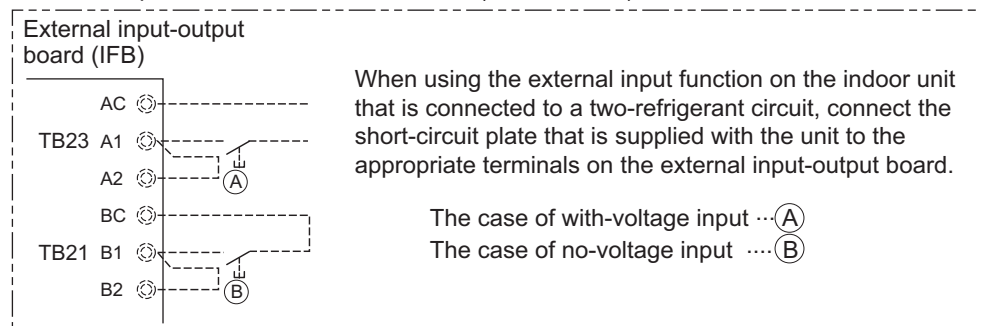 External input-output
board (IFB)
AC
TB23 A1
A2
BC
TB21 B1
B2
A
B
When using the external input function on the indoor unit
that is connected to a two-refrigerant circuit, connect the
short-circuit plate that is supplied with the unit to the
appropriate terminals on the external input-output board.
The case of with-voltage input ···A
The case of no-voltage input ····B